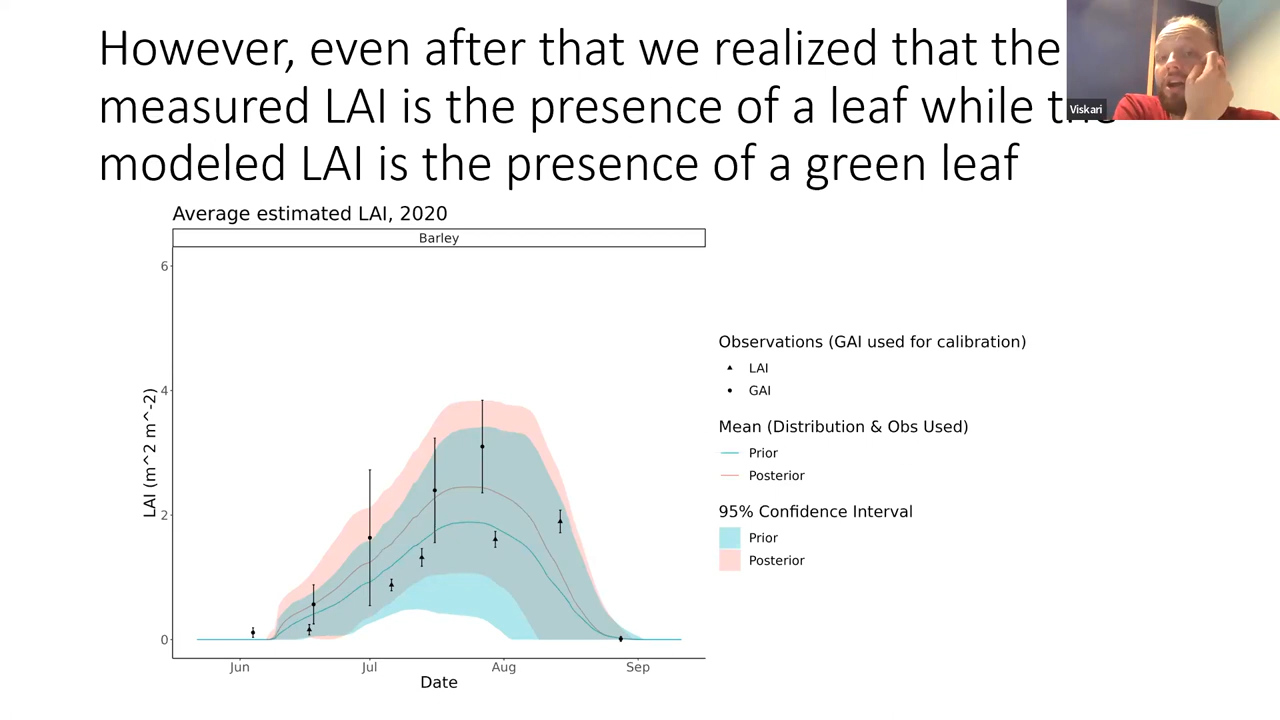 However, even after that we realized that the
measured LAI is the presence of a leaf while the
modeled LAI is the presence of a green leaf
Viskari
Average estimated LAI, 2020
Barley
6
4
2
0
LAI (m^2 m^-2)
Jun
Jul
Aug
Sep
Date
Observations (GAI used for calibration)
LAI
GAI
Mean (Distribution & Obs Used)
Prior
Posterior
95% Confidence Interval
Prior
Posterior